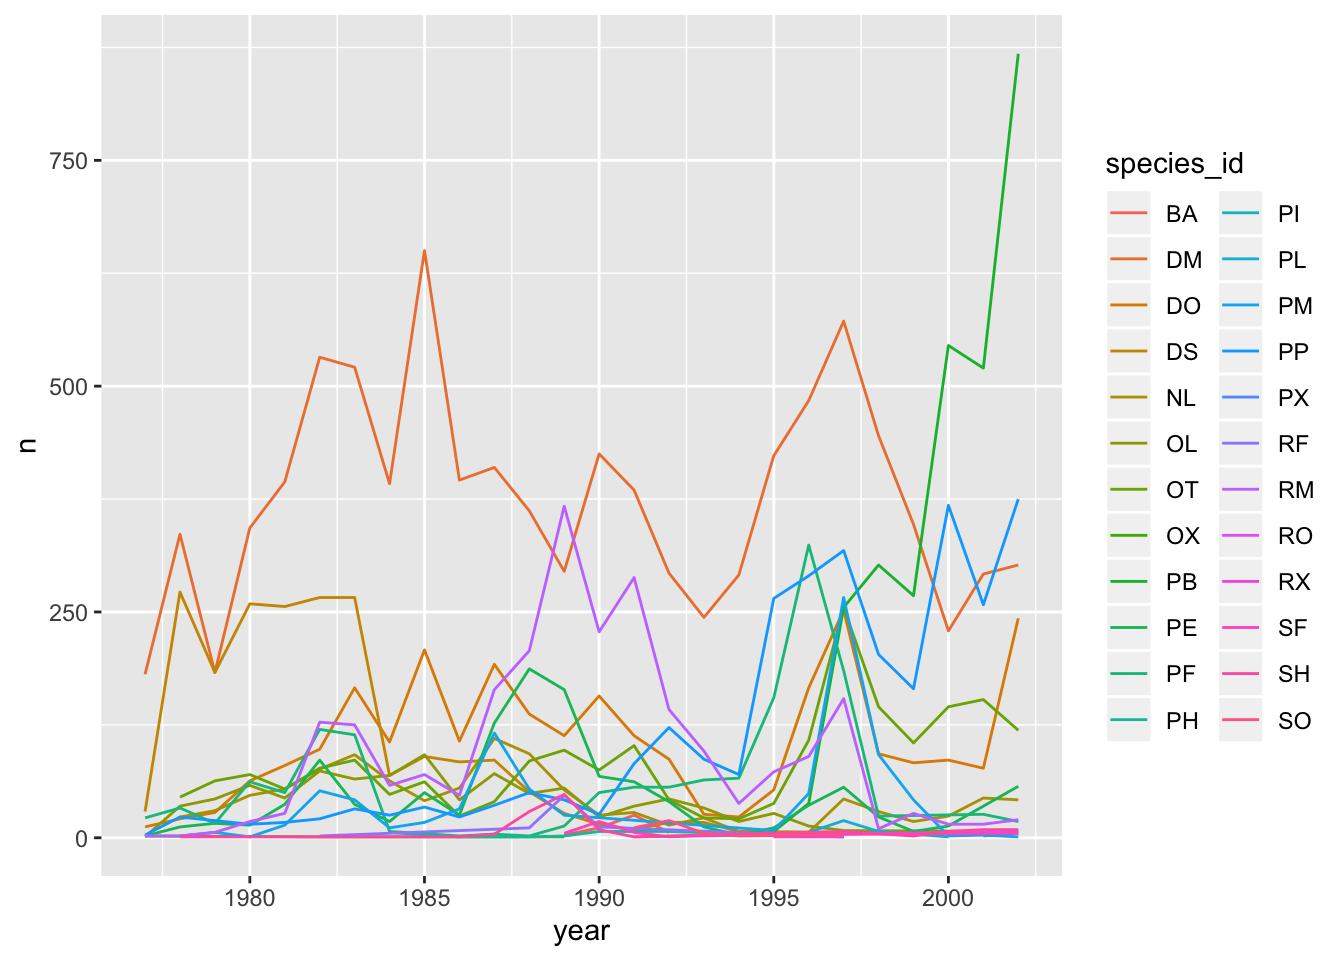 750
500
250
0
n
1980 1985 1990 1995 2000
year
species_id
BA PI
DM PL
DO PM
DS PP
NL PX
OL RF
OT RM
OX RO
PB RX
PE SF
PF SH
PH SO